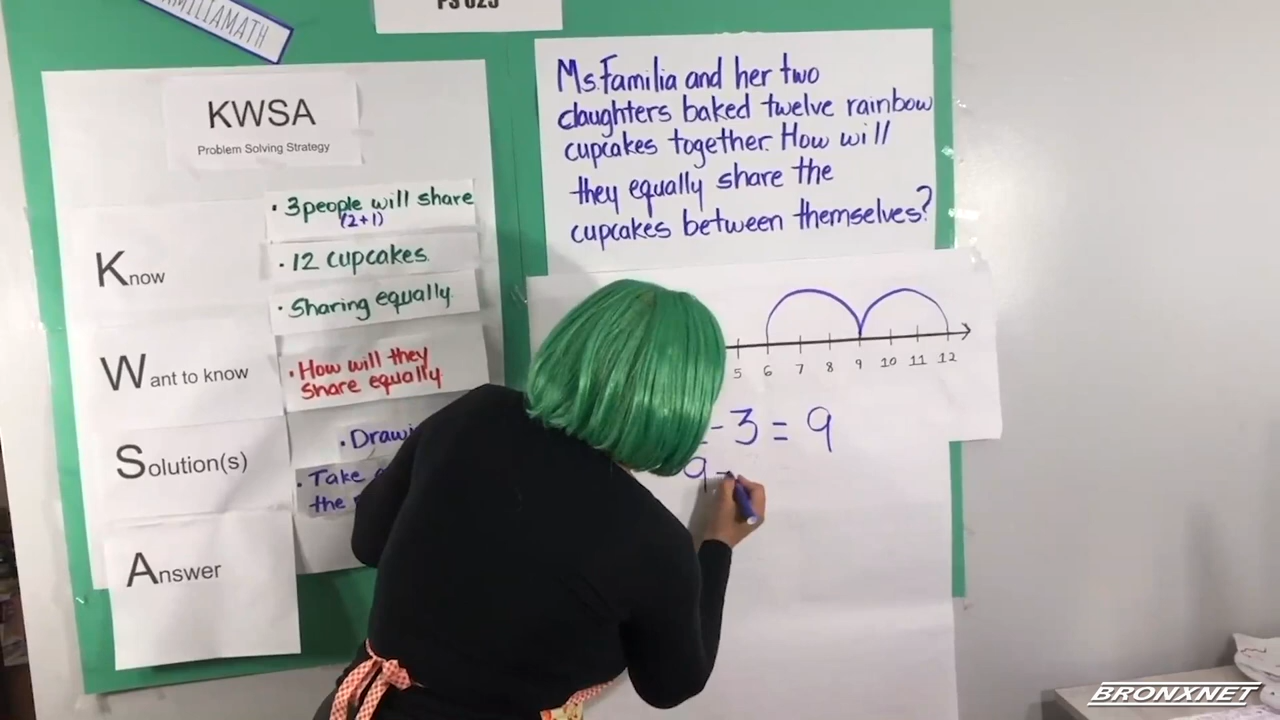 PS 023
KWSA
Problem Solving Strategy
Know
Want to know
Solution(s)
Answer
• 3 people will share
(2+1)
• 12 cupcakes.
• Sharing equally.
• How will they
share equally.
• Take
the
Ms. Familia and her two
daughters baked twelve rainbow
cupcakes together. How will
they equally share the
cupcakes between themselves?
5 6 7 8 9 10 11 12
- 3 = 9
9 -
BRONXNET